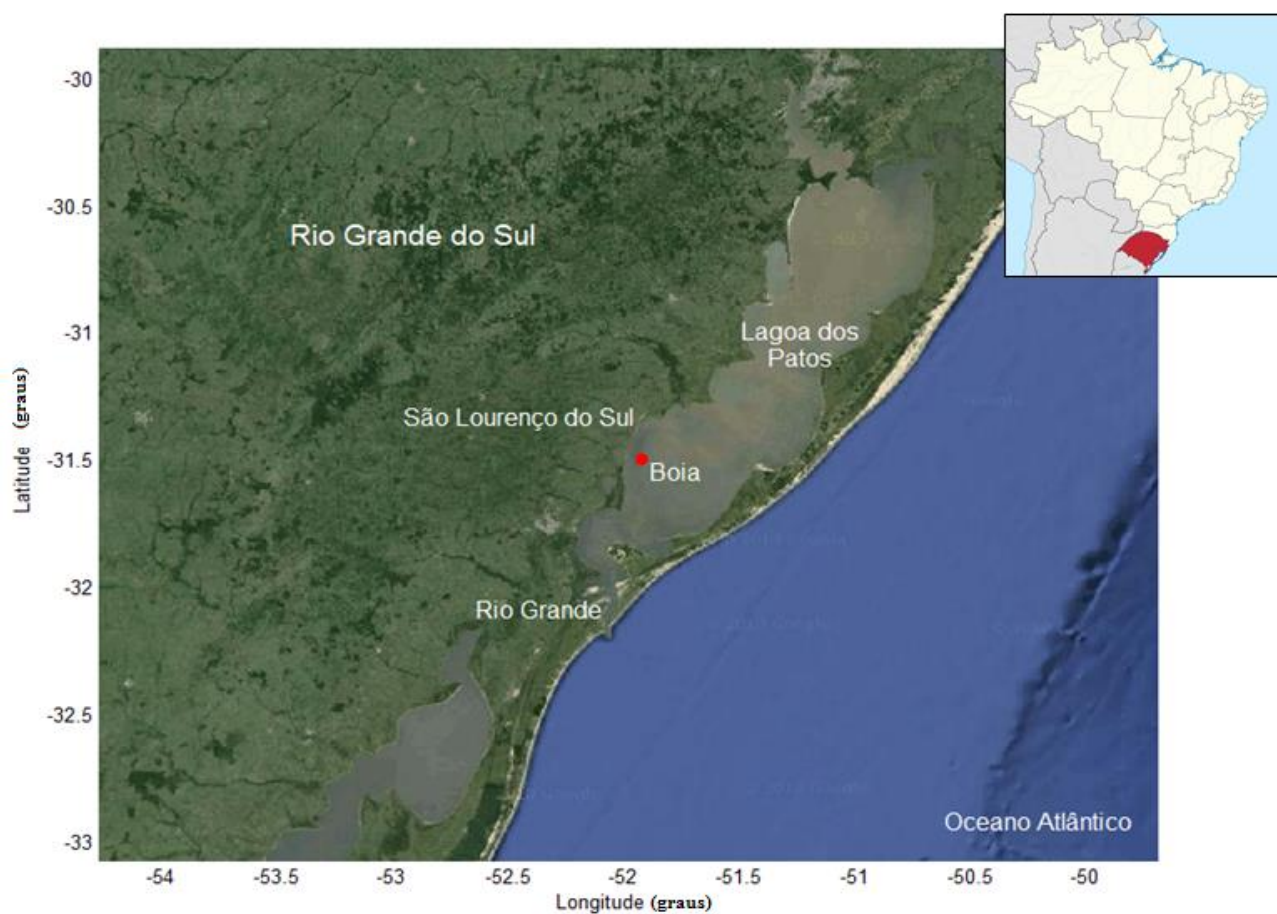 -30
-30.5
Rio Grande do Sul
-31
Lagoa dos
Patos
São Lourenço do Sul
-31.5
Boia
Latitude (graus)
-32
Rio Grande
-32.5
Oceano Atlântico
-33
-54
-53.5
-53
-52.5
-52
-51.5
-51
-50.5
-50
Longitude (graus)